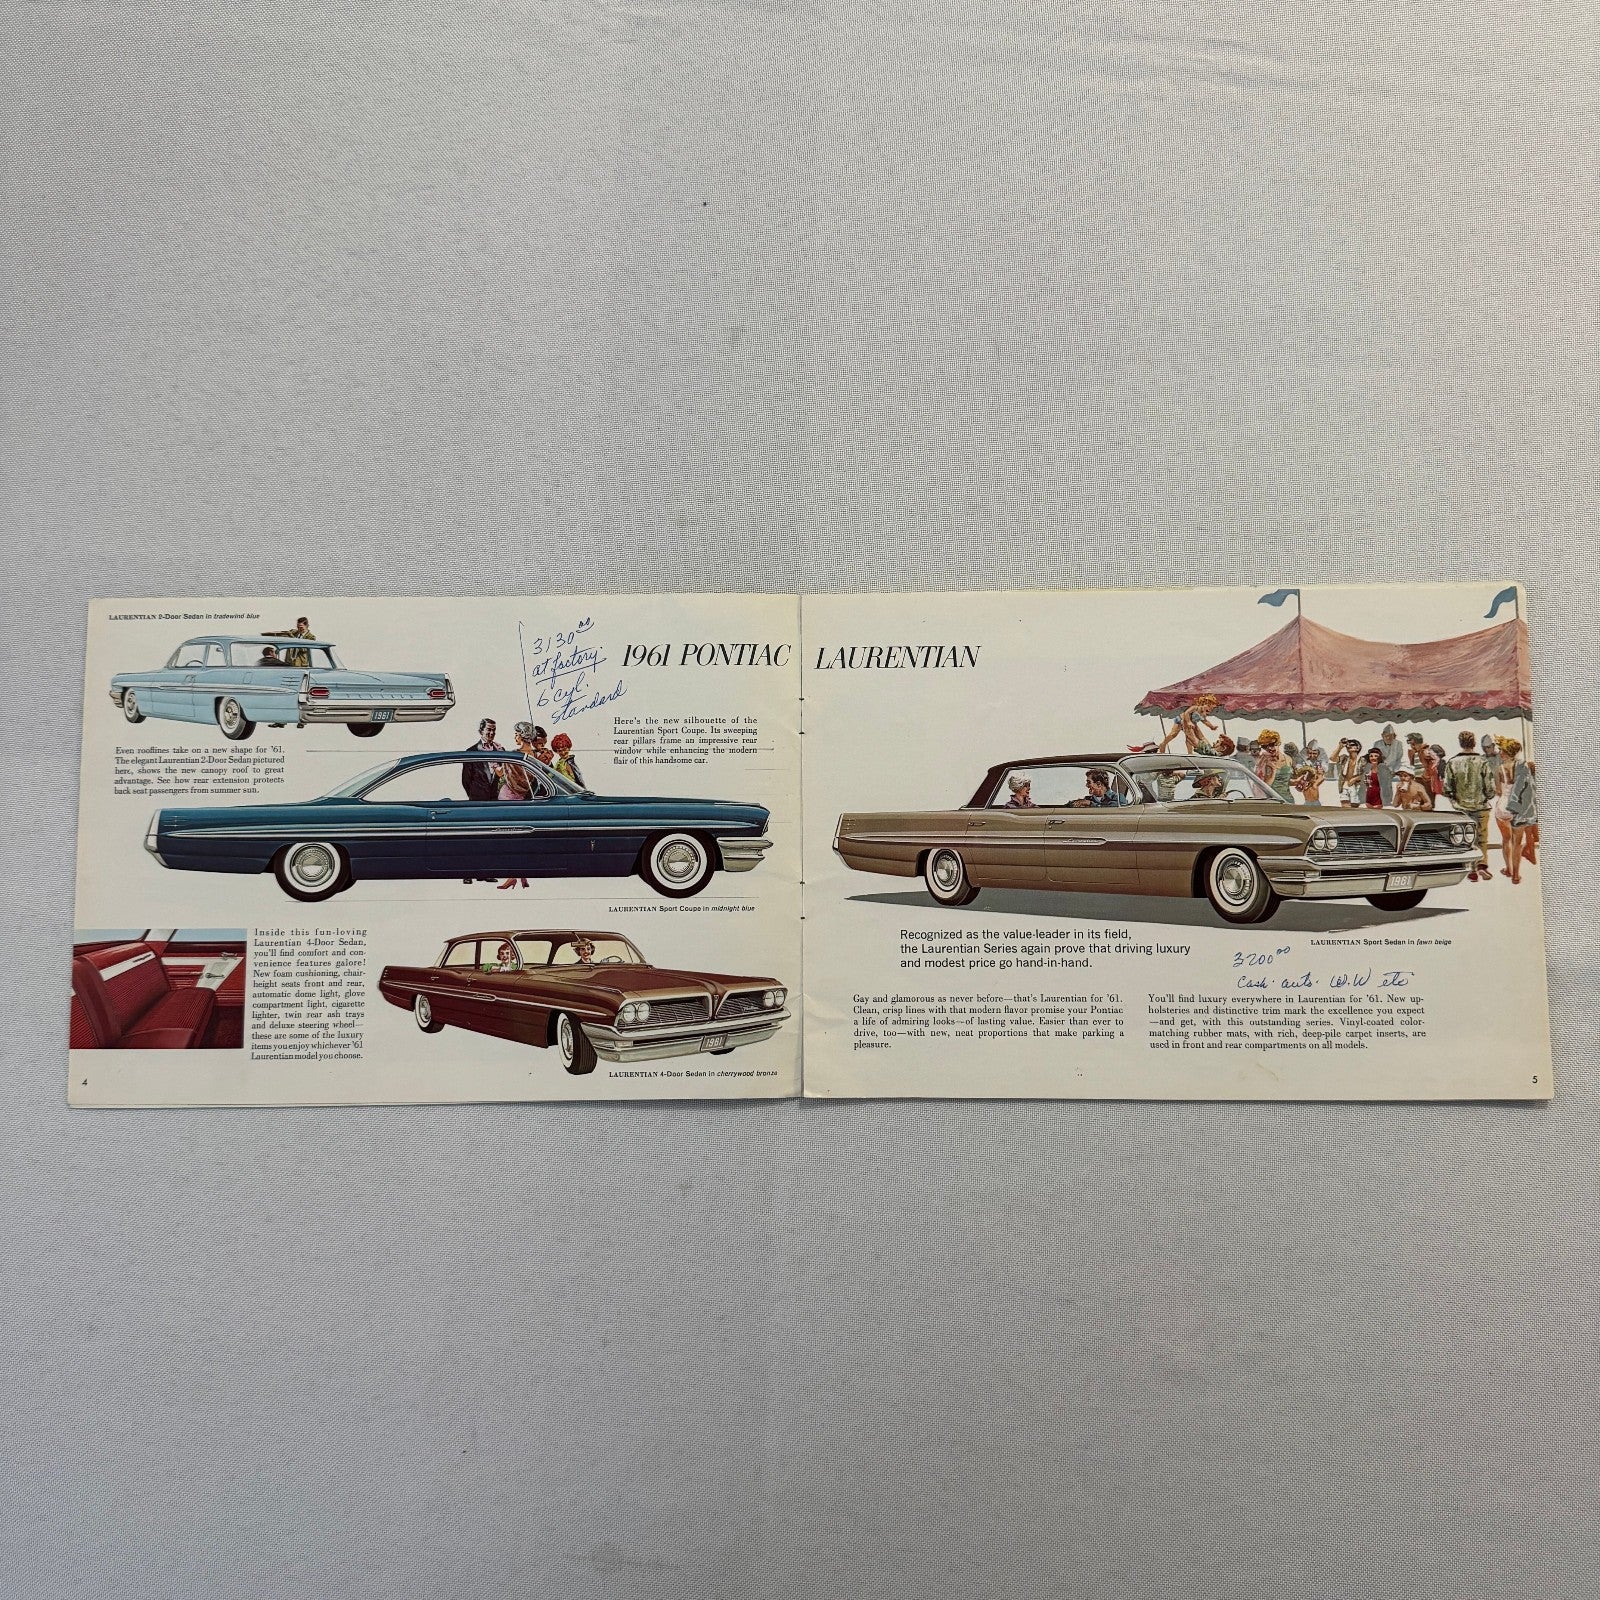 LAURENTIAN 2-Door Sedan in tradewind blue
1961
Even rooflines take on a new shape for '61.
The elegant Laurentian 2-Door Sedan pictured
here, shows the new canopy roof to great
advantage. See how rear extension protects
back seat passengers from summer sun.
3130.00
at factory.
6 cyl.
standard
1961 PONTIAC LAURENTIAN
Here's the new silhouette of the
Laurentian Sport Coupe. Its sweeping
rear pillars frame an impressive rear
window while enhancing the modern
flair of this handsome car.
LAURENTIAN Sport Coupe in midnight blue
Inside this fun-loving
Laurentian 4-Door Sedan,
you'll find comfort and con-
venience features galore!
New foam cushioning, chair-
height seats front and rear,
automatic dome light, glove
compartment light, cigarette
lighter, twin rear ash trays
and deluxe steering wheel—
these are some of the luxury
items you enjoy whichever '61
Laurentian model you choose.
1961
LAURENTIAN 4-Door Sedan in cherrywood bronze
4
1961
LAURENTIAN Sport Sedan in fawn beige
Recognized as the value-leader in its field,
the Laurentian Series again prove that driving luxury
and modest price go hand-in-hand.
3200.00
Cash. auto. W.W etc
Gay and glamorous as never before—that's Laurentian for '61.
Clean, crisp lines with that modern flavor promise your Pontiac
a life of admiring looks—of lasting value. Easier than ever to
drive, too—with new, neat proportions that make parking a
pleasure.
You'll find luxury everywhere in Laurentian for '61. New up-
holsteries and distinctive trim mark the excellence you expect
—and get, with this outstanding series. Vinyl-coated color-
matching rubber mats, with rich, deep-pile carpet inserts, are
used in front and rear compartments on all models.
5